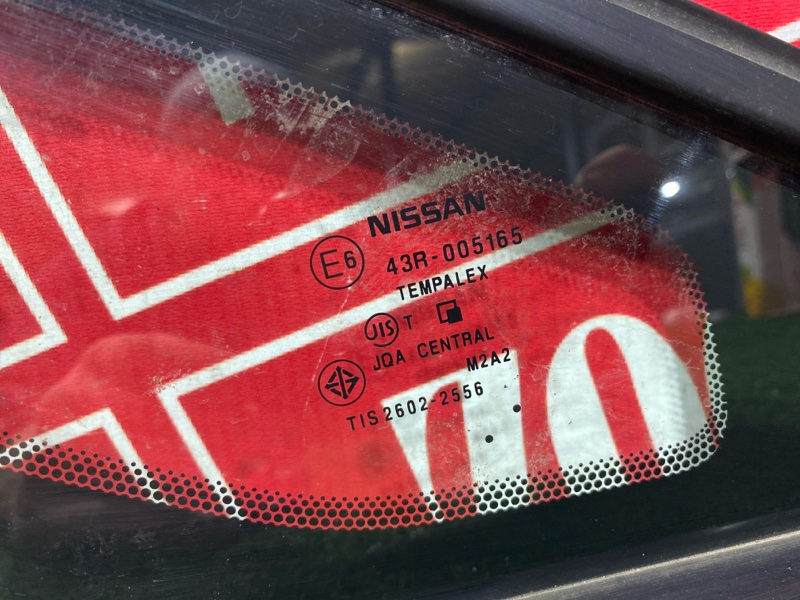 NISSAN
E6 43R-005165
TEMPALEX
JIS T
JQA CENTRAL
M2A2
TIS 2602-2556